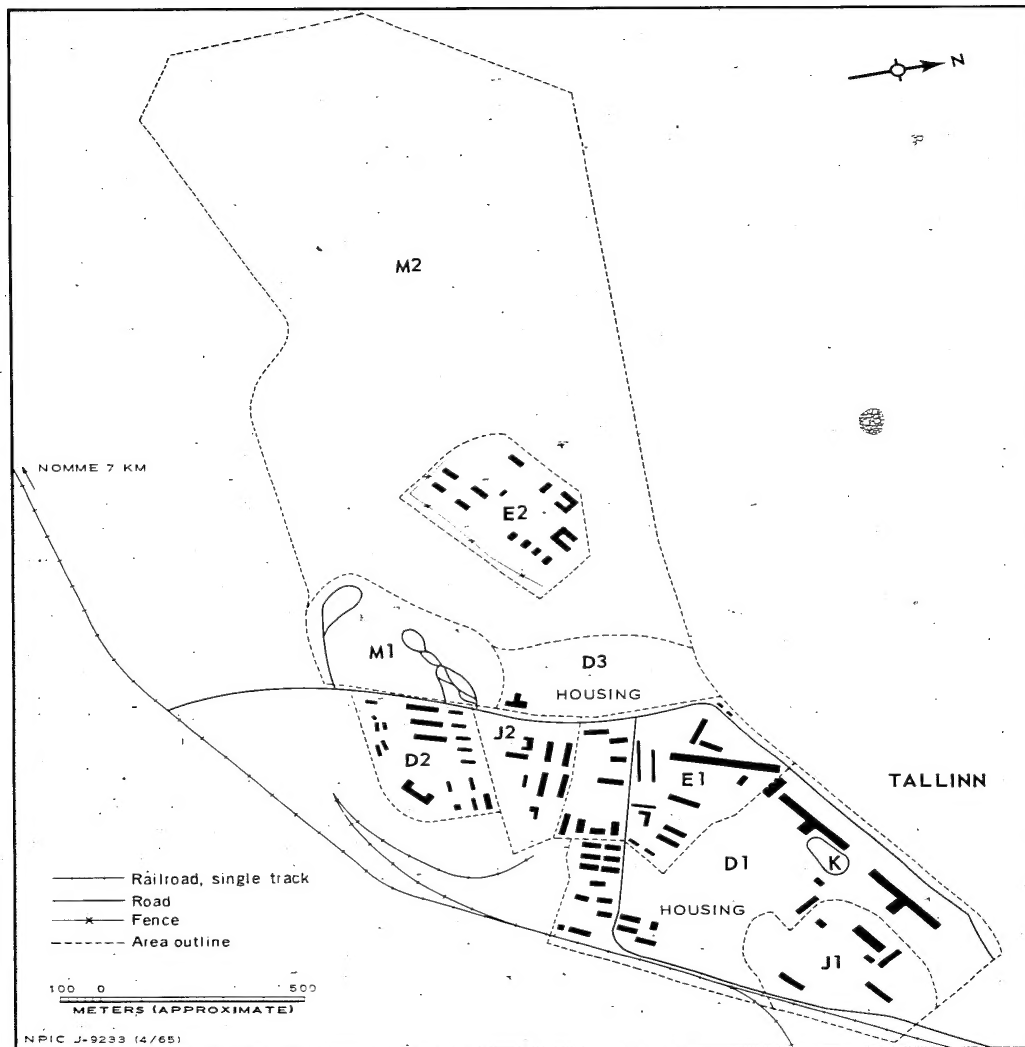 N
M2
NOMME 7 KM
E2
M1
D3
HOUSING
J2
D2
E1
TALLINN
D1
K
HOUSING
J1
Railroad, single track
Road
Fence
Area outline
100 0 500
METERS (APPROXIMATE)
NPIC J-9233 (4/65)